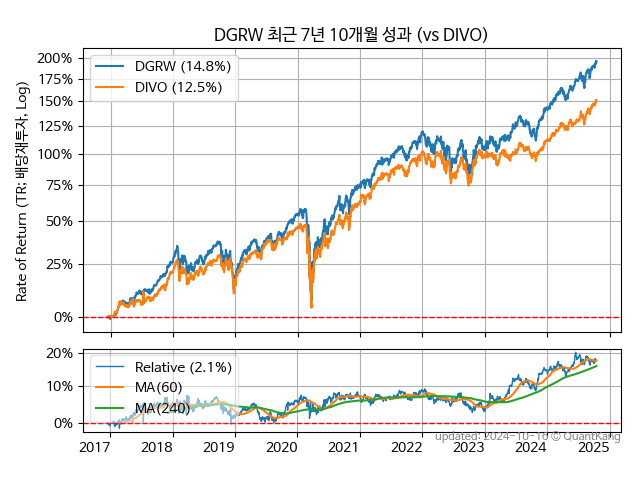 DGRW 최근 7년 10개월 성과 (vs DIVO)
Rate of Return (TR; 배당재투자, Log)
200%
175%
150%
125%
100%
75%
50%
25%
0%
DGRW (14.8%)
DIVO (12.5%)
20%
10%
0%
Relative (2.1%)
MA(60)
MA(240)
2017 2018 2019 2020 2021 2022 2023 2024 2025
updated: 2024-10-16 © QuantKang